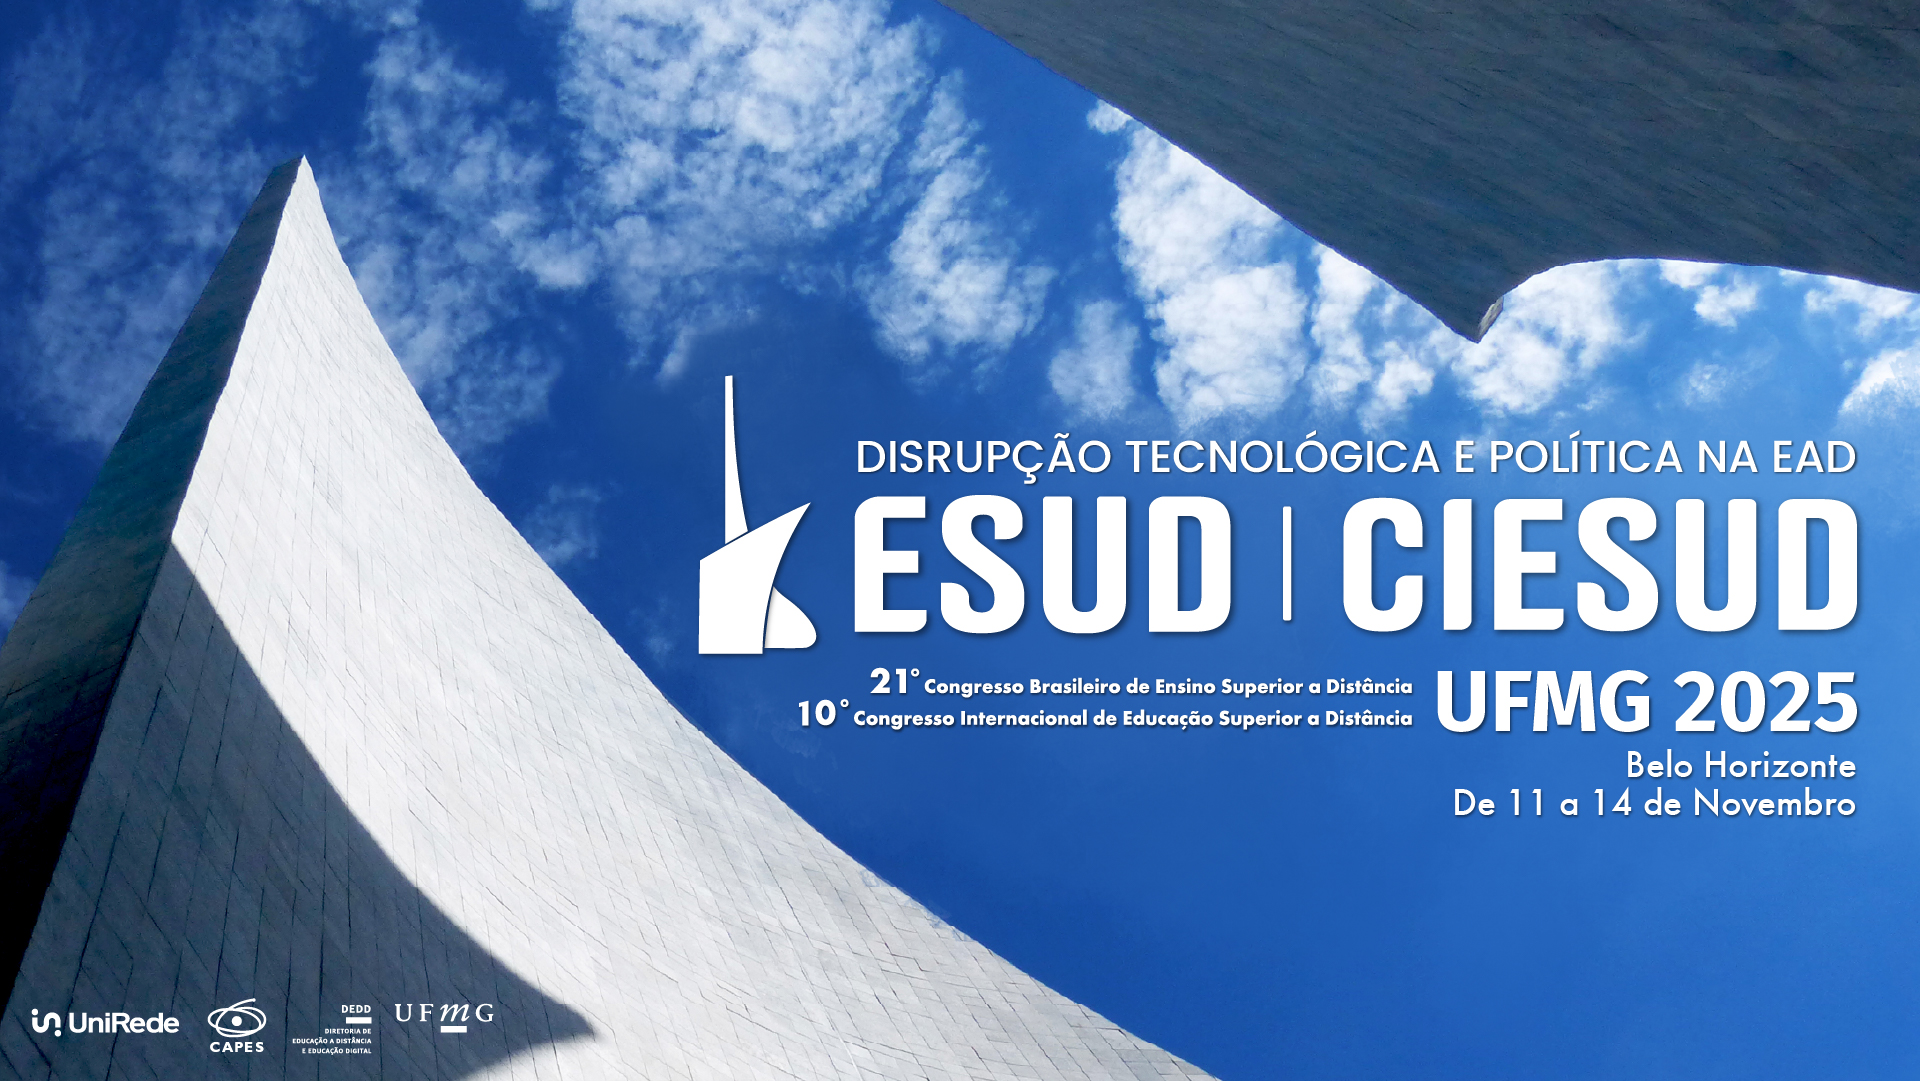 DISRUPÇÃO TECNOLÓGICA E POLÍTICA NA EAD
ESUD | CIESUD
21° Congresso Brasileiro de Ensino Superior a Distância
10° Congresso Internacional de Educação Superior a Distância
UFMG 2025
Belo Horizonte
De 11 a 14 de Novembro
UniRede
CAPES
DEDD
DIRETORIA DE
EDUCAÇÃO A DISTÂNCIA
E EDUCAÇÃO DIGITAL
UFmG